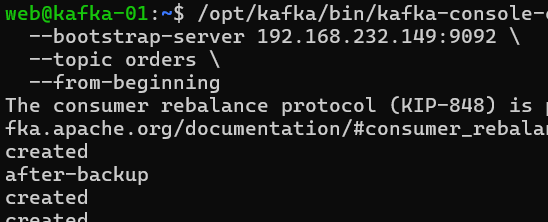 web@kafka-01:~$ /opt/kafka/bin/kafka-console-
--bootstrap-server 192.168.232.149:9092 \
--topic orders \
--from-beginning
The consumer rebalance protocol (KIP-848) is
fka.apache.org/documentation/#consumer_rebala
created
after-backup
created
created